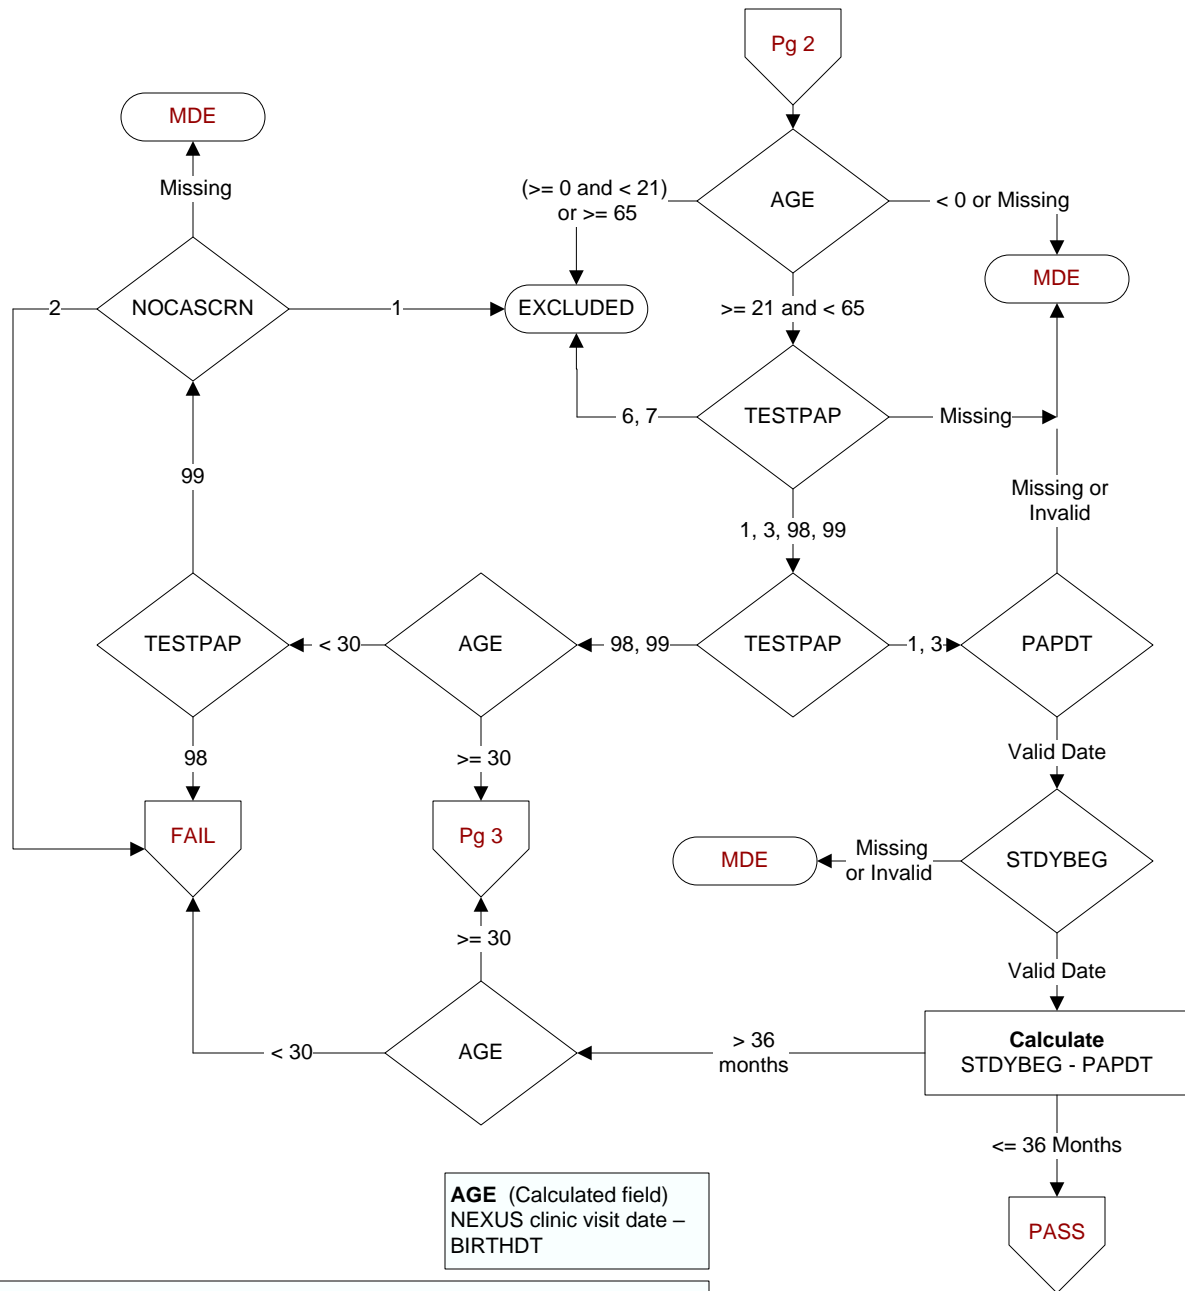 Pg 2
MDE
Missing
(>= 0 and < 21)
or >= 65
AGE
< 0 or Missing
MDE
2
NOCASCRN
1
EXCLUDED
>= 21 and < 65
6, 7
TESTPAP
Missing
99
Missing or
Invalid
1, 3, 98, 99
TESTPAP
< 30
AGE
98, 99
TESTPAP
1, 3
PAPDT
98
>= 30
Valid Date
FAIL
Pg 3
MDE
Missing
or Invalid
STDYBEG
>= 30
Valid Date
< 30
AGE
> 36
months
Calculate
STDYBEG - PAPDT
<= 36 Months
AGE (Calculated field)
NEXUS clinic visit date –
BIRTHDT
PASS